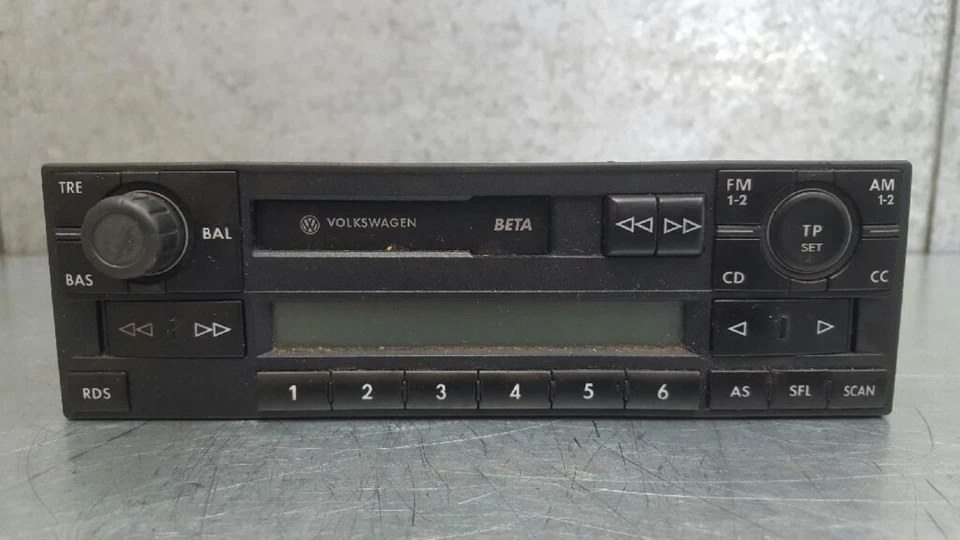 TRE
BAL
BAS
VOLKSWAGEN BETA
FM
1-2
AM
1-2
TP
SET
CD
CC
RDS
1 2 3 4 5 6
AS SFL SCAN